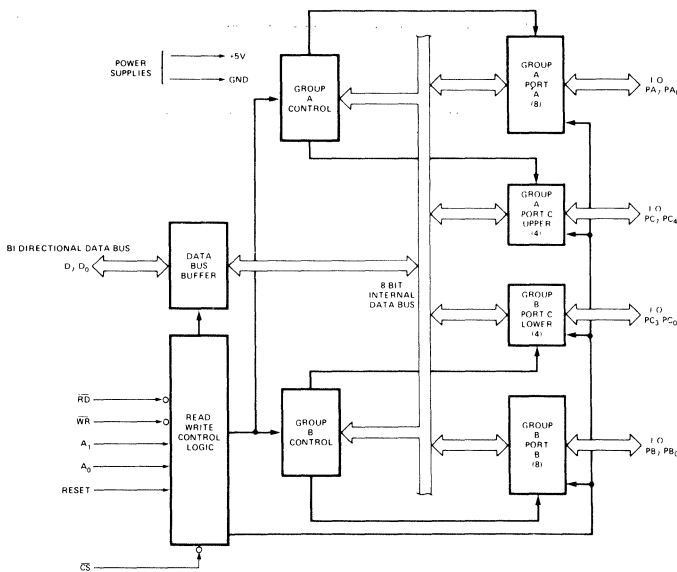 POWER
SUPPLIES
+5V
GND
GROUP
A
CONTROL
GROUP
A
PORT
A
(8)
I O
PA7 PA0
GROUP
A
PORT C
UPPER
(4)
I O
PC7 PC4
BI DIRECTIONAL DATA BUS
D7 D0
DATA
BUS
BUFFER
8 BIT
INTERNAL
DATA BUS
GROUP
B
PORT C
LOWER
(4)
I O
PC3 PC0
RD
WR
A1
A0
RESET
CS
READ
WRITE
CONTROL
LOGIC
GROUP
B
CONTROL
GROUP
B
PORT
B
(8)
I O
PB7 PB0